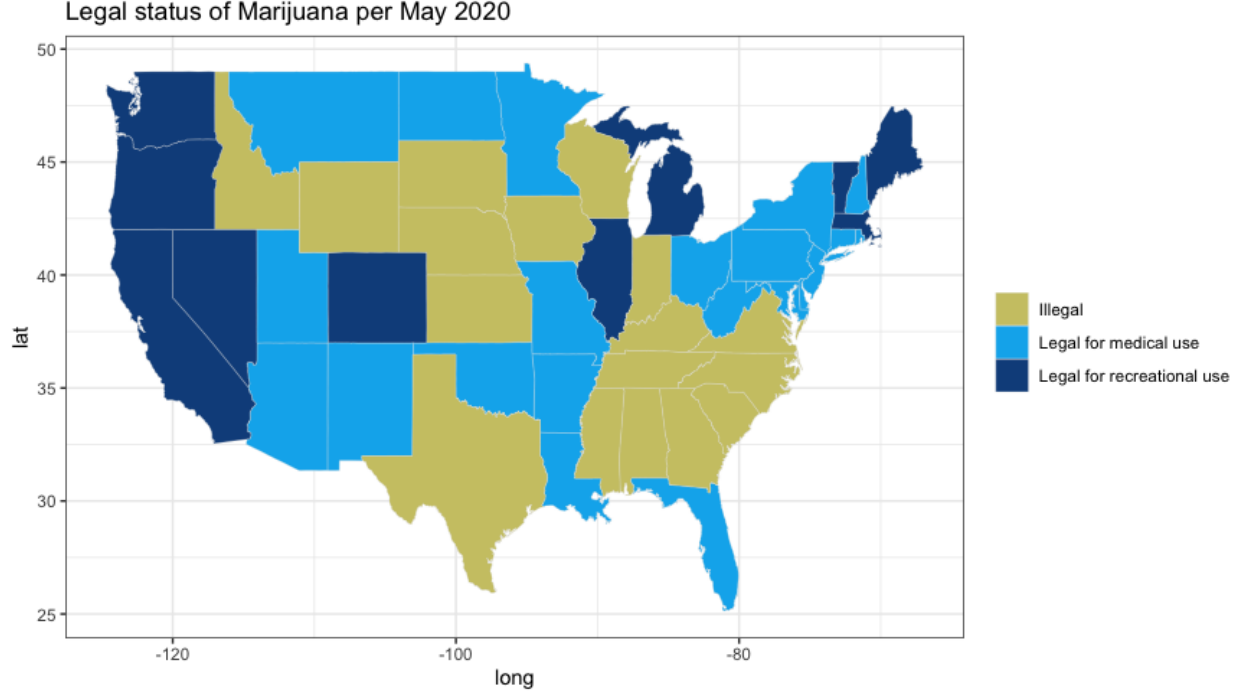 Legal status of Marijuana per May 2020
50
45
40
35
30
25
lat
-120
-100
-80
long
Illegal
Legal for medical use
Legal for recreational use